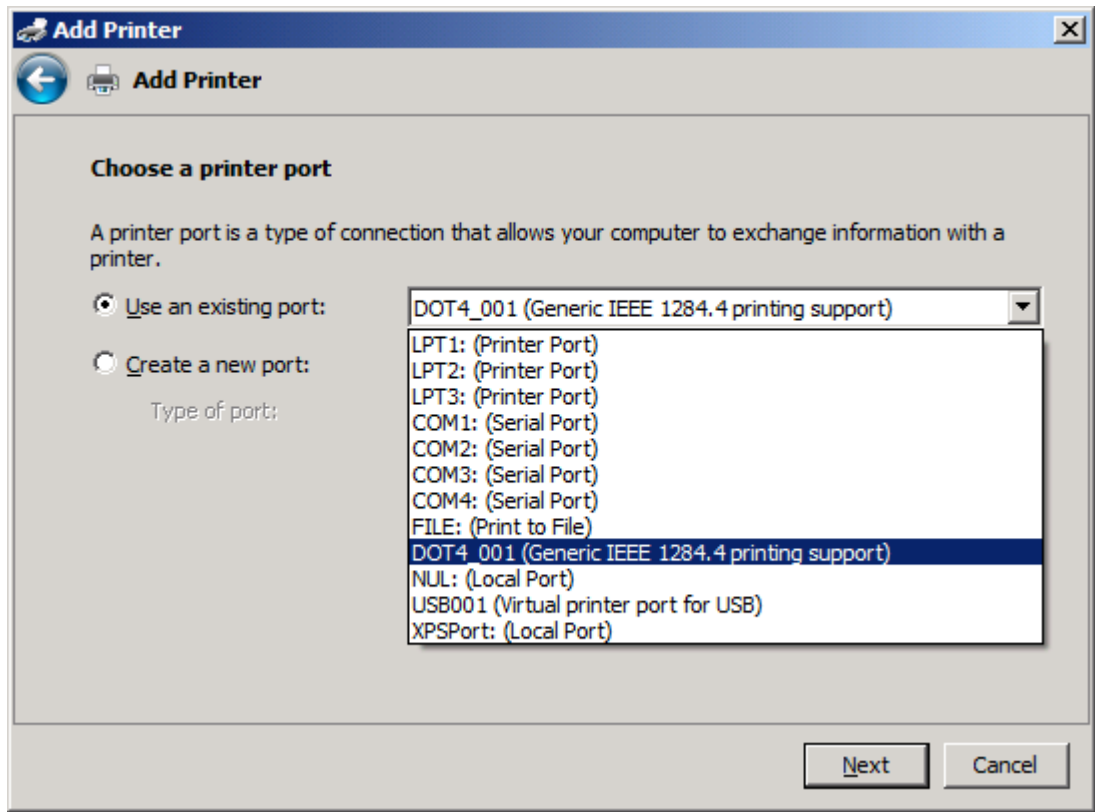 Add Printer
Add Printer
Choose a printer port
A printer port is a type of connection that allows your computer to exchange information with a
printer.
Use an existing port:
DOT4_001 (Generic IEEE 1284.4 printing support)
LPT1: (Printer Port)
LPT2: (Printer Port)
LPT3: (Printer Port)
COM1: (Serial Port)
COM2: (Serial Port)
COM3: (Serial Port)
COM4: (Serial Port)
FILE: (Print to File)
DOT4_001 (Generic IEEE 1284.4 printing support)
NUL: (Local Port)
USB001 (Virtual printer port for USB)
XPSPort: (Local Port)
Create a new port:
Type of port:
Next
Cancel